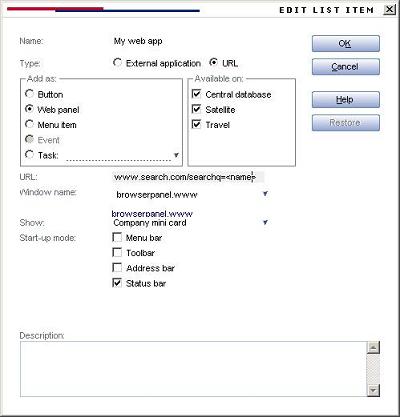 EDIT LIST ITEM
Name: My web app
OK
Type: External application URL
Cancel
Add as: Available on:
Button Central database
Help
Web panel Satellite
Menu item Travel
Restore
Event
Task:
URL: www.search.com/searchq=<name>
Window name: browserpanel.www
browserpanel.www
Show: Company mini card
Start-up mode: Menu bar
Toolbar
Address bar
Status bar
Description: